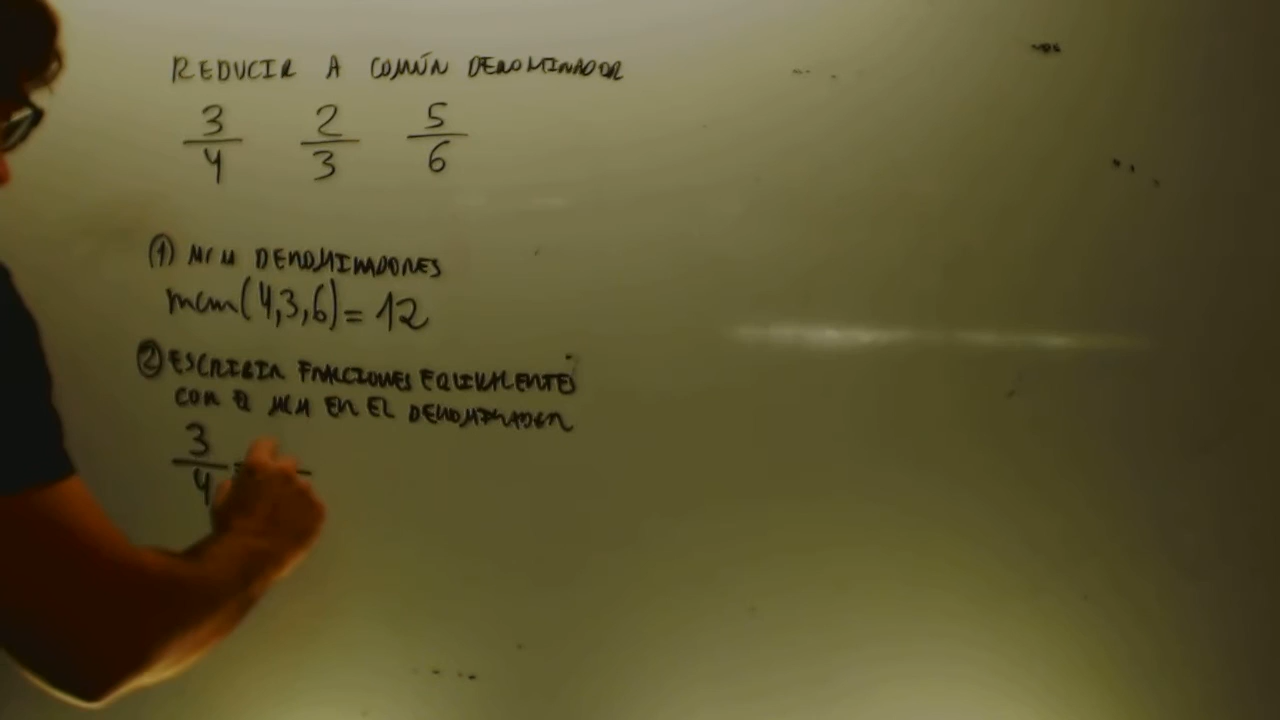 REDUCIR A COMÚN DENOMINADOR
3/4 2/3 5/6
① MCM DENOMINADORES
mcm(4,3,6)=12
② ESCRIBIR FRACCIONES EQUIVALENTES
CON EL MCM EN EL DENOMINADOR
3/4 =